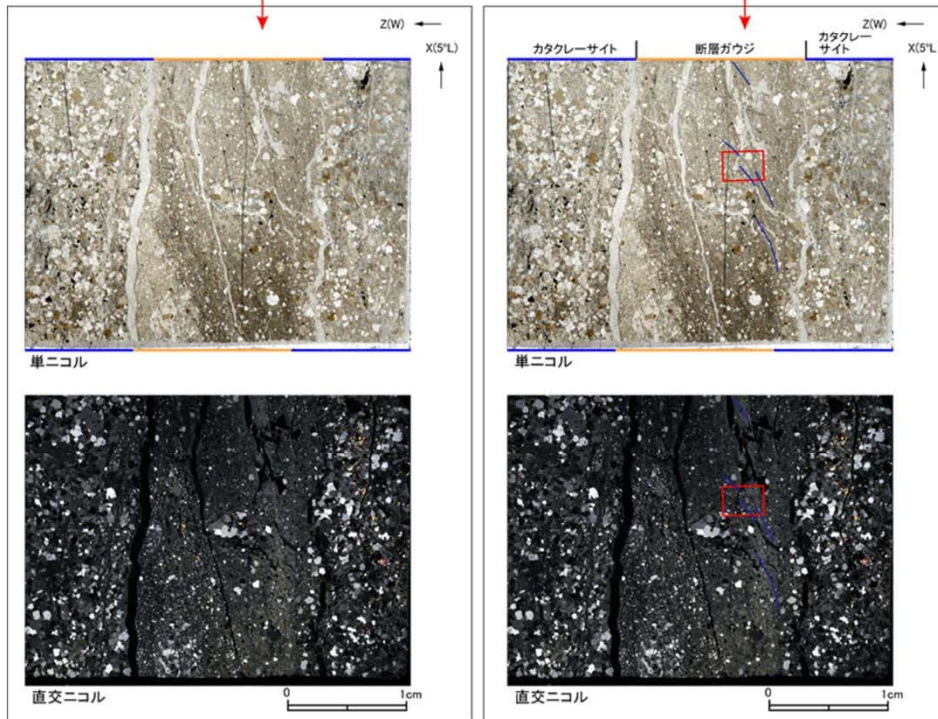 Z(W)
X(5°L)
単ニコル
直交ニコル
0 1cm
Z(W)
カタクレーサイト 断層ガウジ カタクレー
サイト
X(5°L)
単ニコル
直交ニコル
0 1cm